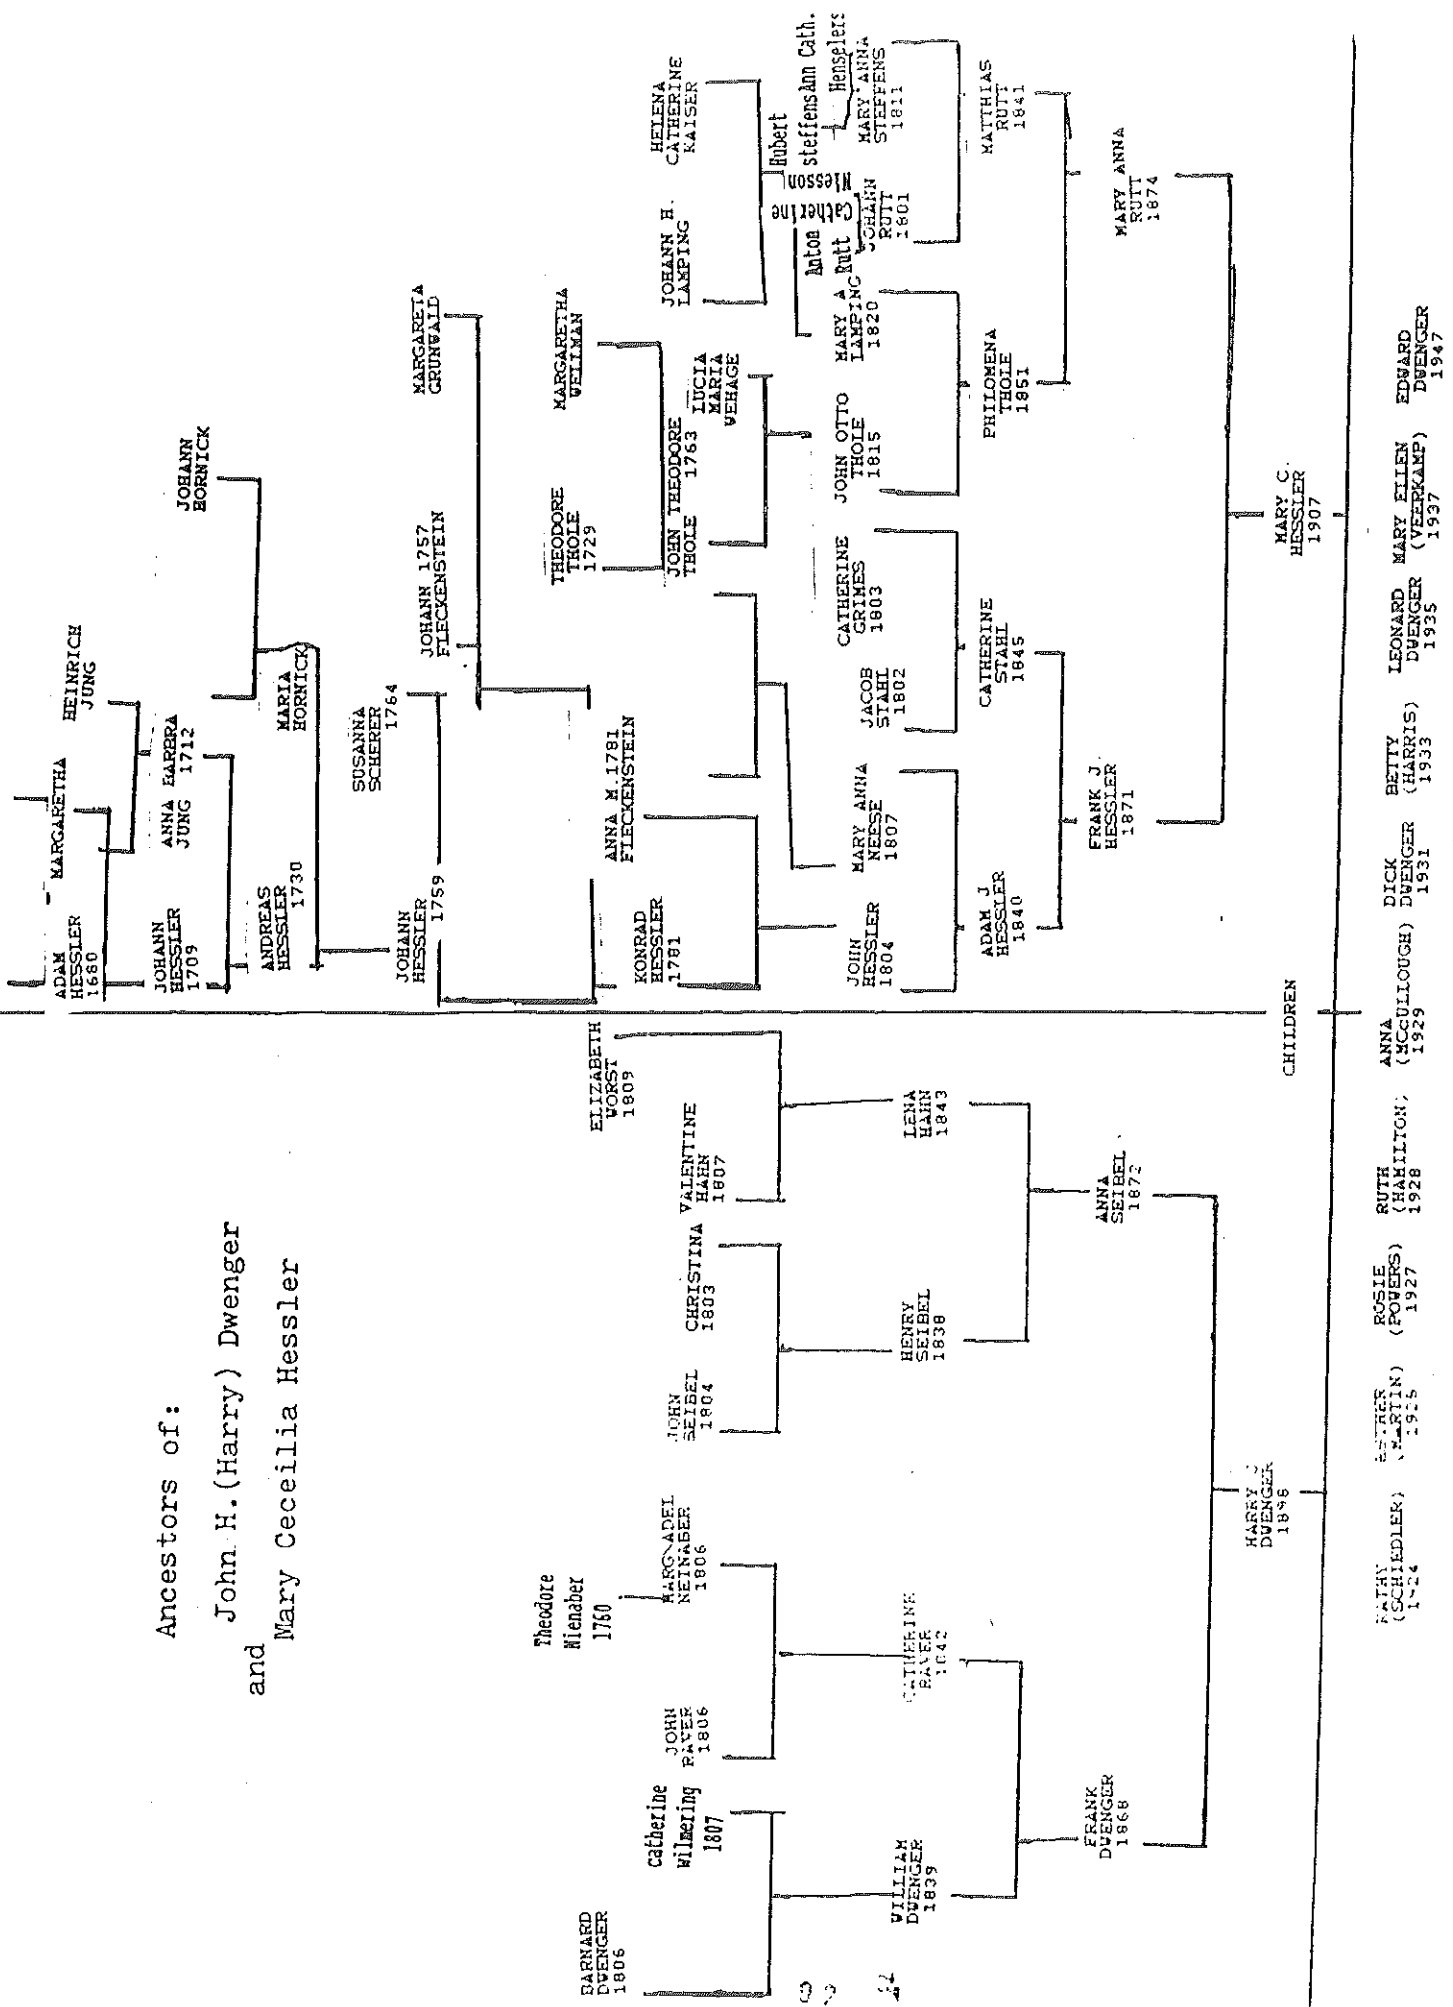 Ancestors of:
John H.(Harry) Dwenger
and
Mary Ceceilia Hessler
ADAM
HESSLER
1680
MARGARETHA
HEINRICH
JUNG
JOHANN
HESSLER
1709
ANNA BARBRA
JUNG 1712
JOHANN
HORNICK
ANDREAS
HESSLER
1730
MARIA
HORNICK
JOHANN
HESSLER
1759
SUSANNA
SCHERER
1764
JOHANN 1757
FLECKENSTEIN
MARGARETA
GRUNWALD
THEODORE
THOLE
1729
MARGARETHA
WELLMAN
KONRAD
HESSLER
1781
ANNA M.1781
FLECKENSTEIN
JOHN THEODORE
THOLE 1763
LUCIA
MARIA
WEHAGE
JOHANN H.
LAMPING
HELENA
CATHERINE
KAISER
Theodore
Nienaber
1760
ELIZABETH
WORST
1809
BARNARD
DWENGER
1806
Catherine
Wilmering
1807
JOHN
RAVER
1806
NEINABER
1806
JOHN
SEIBEL
1804
CHRISTINA
1803
VALENTINE
HAHN
1807
Anton
Rutt
Catherine
Niesson
Hubert
steffens
Ann Cath.
Henselers
JOHN
HESSLER
1804
MARY ANNA
NEESE
1807
JACOB
STAHL
1802
CATHERINE
GRIMES
1803
JOHN OTTO
THOLE
1815
MARY A
LAMPING
1820
JOHANN
RUTT
1801
MARY ANNA
STEFFENS
1811
WILLIAM
DWENGER
1839
CATHERINE
RAVER
HENRY
SEIBEL
1838
LENA
HAHN
1843
ADAM J
HESSLER
1840
CATHERINE
STAHL
1845
PHILOMENA
THOLE
1851
MATTHIAS
RUTT
1841
FRANK
DWENGER
1868
ANNA
SEIBEL
1872
FRANK J.
HESSLER
1871
MARY ANNA
RUTT
1874
HARRY J
DWENGER
1898
MARY C.
HESSLER
1907
CHILDREN
KATHY
(SCHIEDLER)
ESTHER
(MARTIN)
ROSIE
(POWERS)
1927
RUTH
(HAMILTON)
1928
ANNA
(MCCULLOUGH)
1929
DICK
DWENGER
1931
BETTY
(HARRIS)
1933
LEONARD
DWENGER
1935
MARY ELLEN
(VEERKAMP)
1937
EDWARD
DWENGER
1947